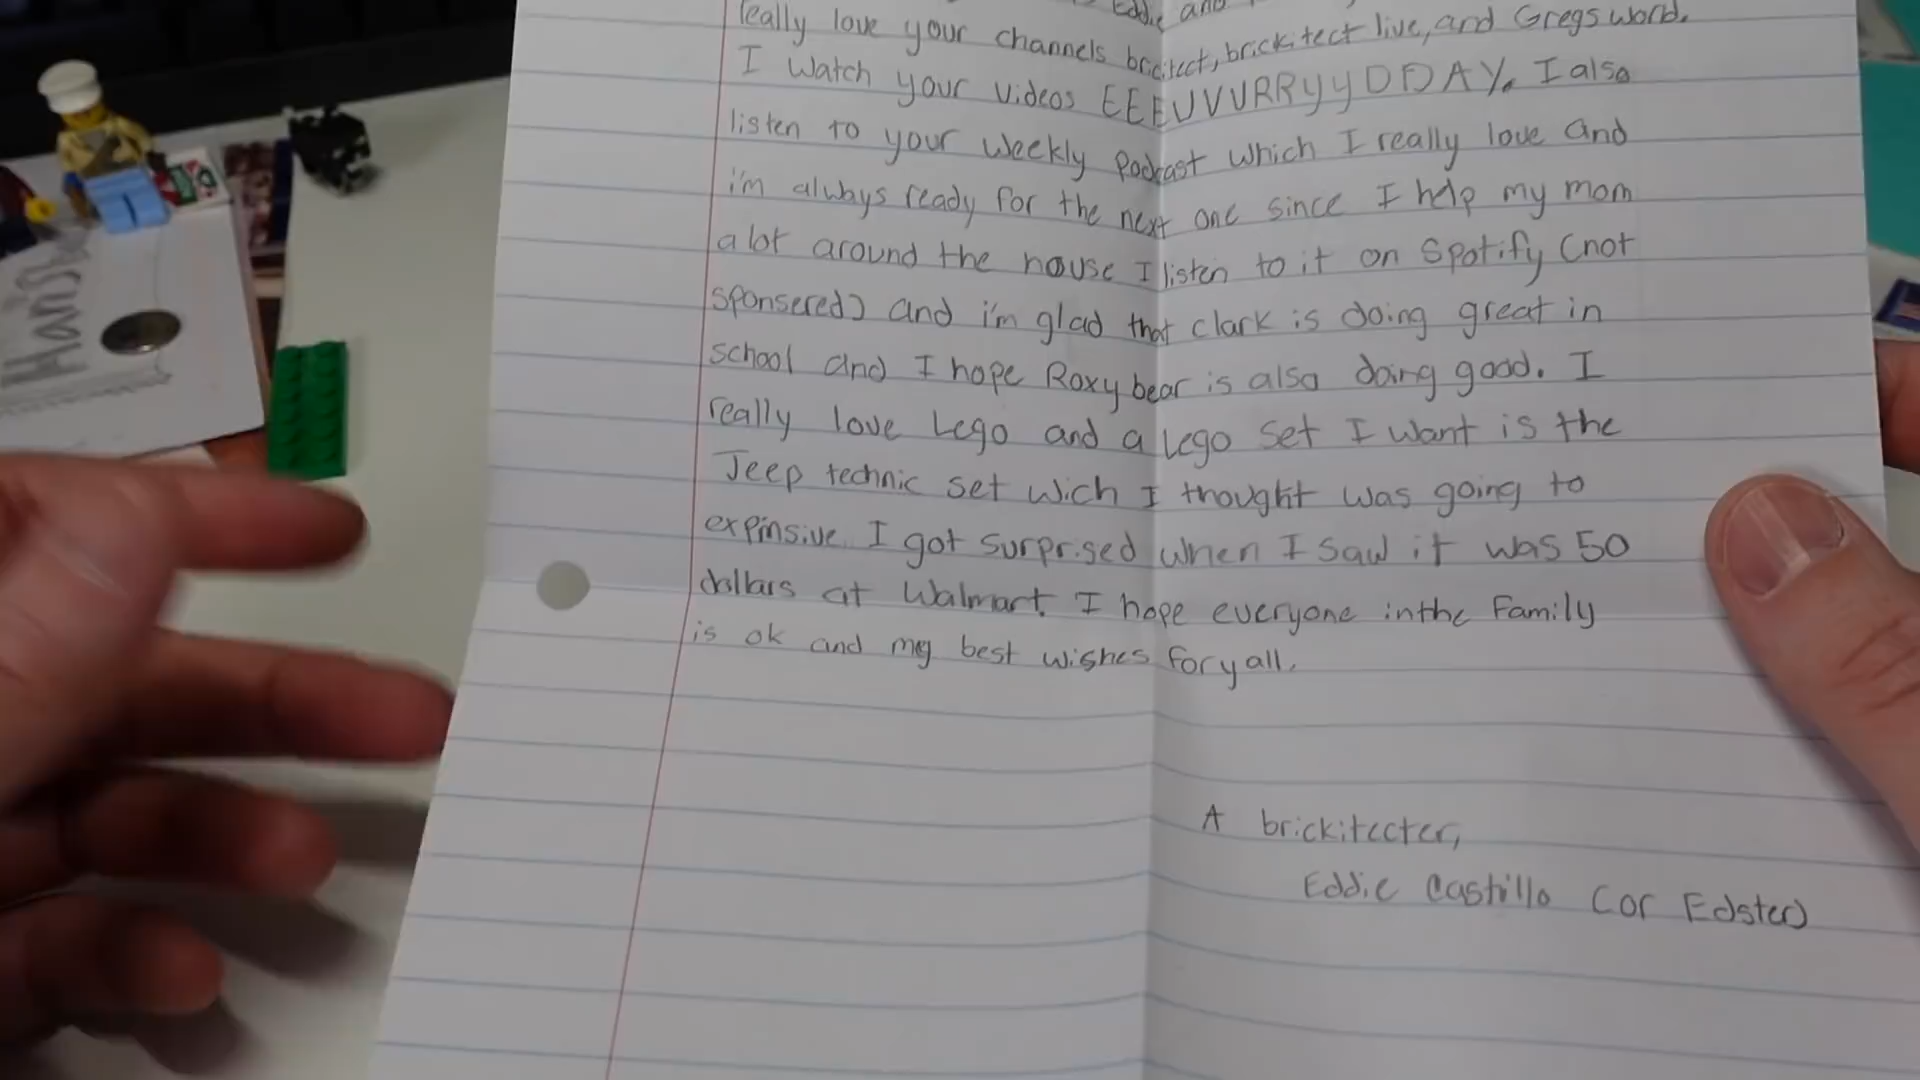 Eddie and
really love your channels bricitect, brickitect live, and Gregs world.
I watch your videos EEEUVVURRYYDDAY. I also
listen to your weekly podcast which I really love and
i'm always ready for the next one since I help my mom
a lot around the house I listen to it on Spotify (not
sponsered) and i'm glad that clark is doing great in
school and I hope Roxy bear is also doing good. I
really love Lego and a lego set I want is the
Jeep technic set wich I thought was going to
expinsive. I got surprised when I saw it was 50
dollars at Walmart. I hope everyone in the family
is ok and my best wishes for y all.
A brickitecter,
Eddie Castillo (or Edster)